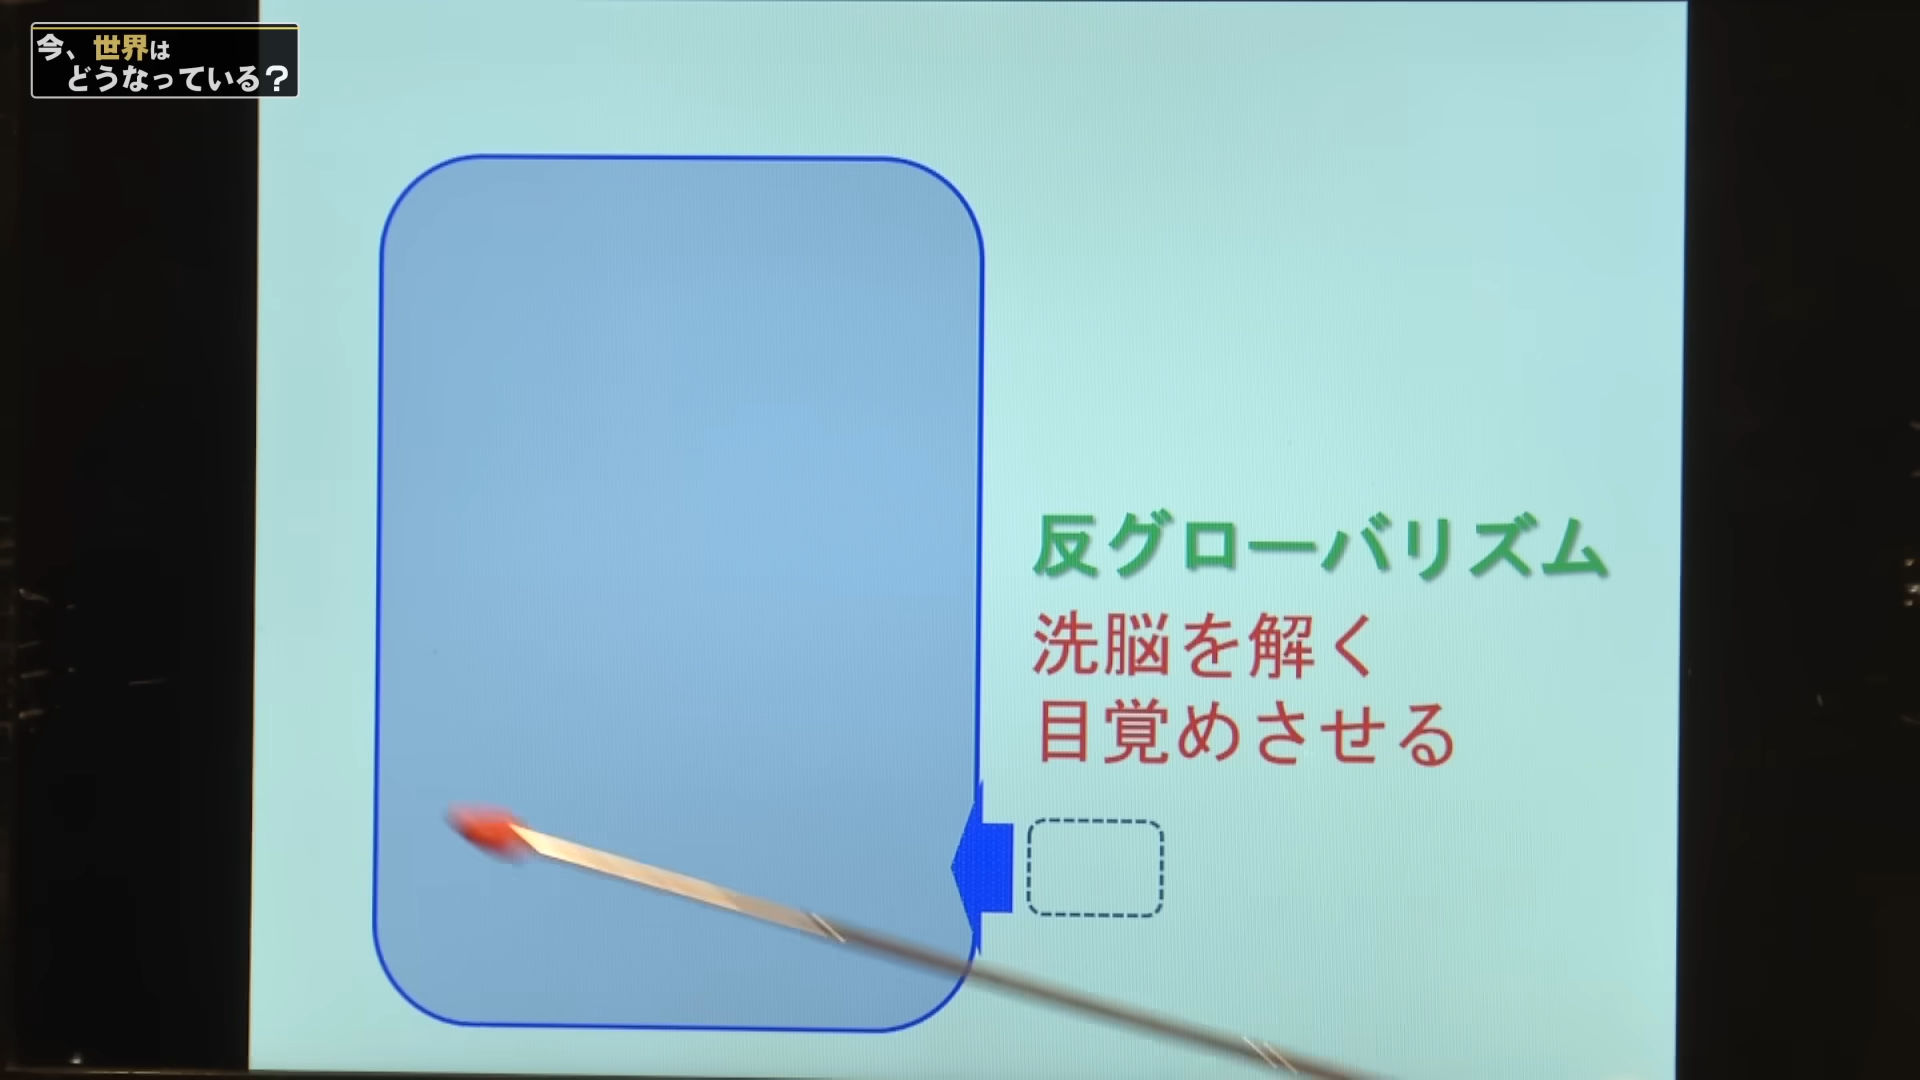 今、世界は
どうなっている？
反グローバリズム
洗脳を解く
目覚めさせる